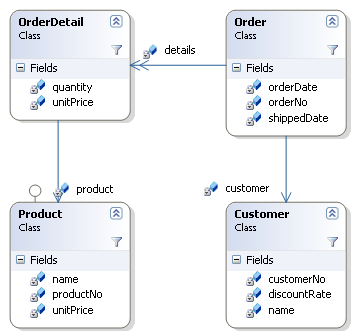 OrderDetail
Class
Fields
quantity
unitPrice
details
Order
Class
Fields
orderDate
orderNo
shippedDate
product
customer
Product
Class
Fields
name
productNo
unitPrice
Customer
Class
Fields
customerNo
discountRate
name